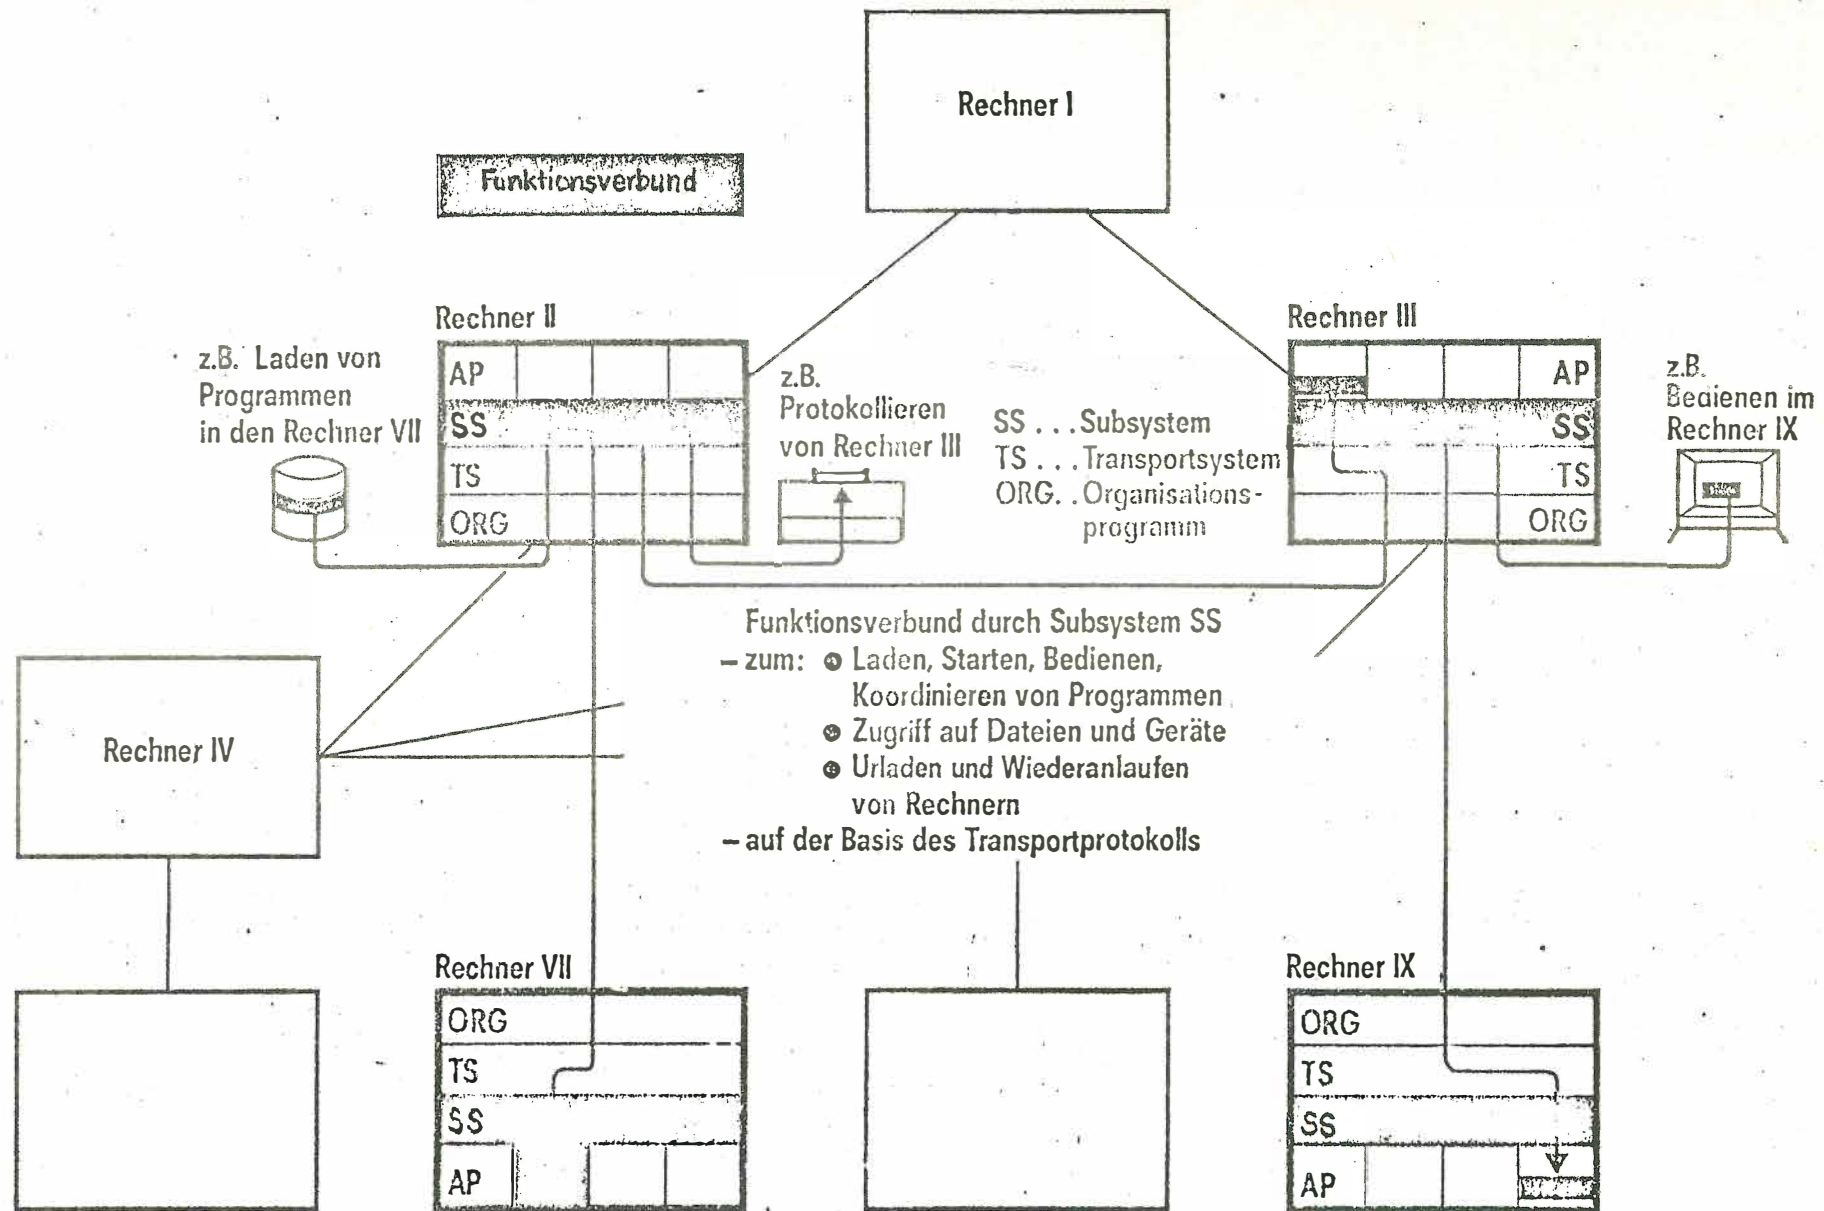 Rechner I
Funktionsverbund
Rechner II
Rechner III
z.B. Laden von
Programmen
in den Rechner VII
AP
SS
TS
ORG
z.B.
Protokollieren
von Rechner III
SS ... Subsystem
TS ... Transportsystem
ORG. . Organisations-
programm
AP
SS
TS
ORG
z.B.
Bedienen im
Rechner IX
Funktionsverbund durch Subsystem SS
– zum: ● Laden, Starten, Bedienen,
Koordinieren von Programmen
● Zugriff auf Dateien und Geräte
● Urladen und Wiederanlaufen
von Rechnern
– auf der Basis des Transportprotokolls
Rechner IV
Rechner VII
ORG
TS
SS
AP
Rechner IX
ORG
TS
SS
AP